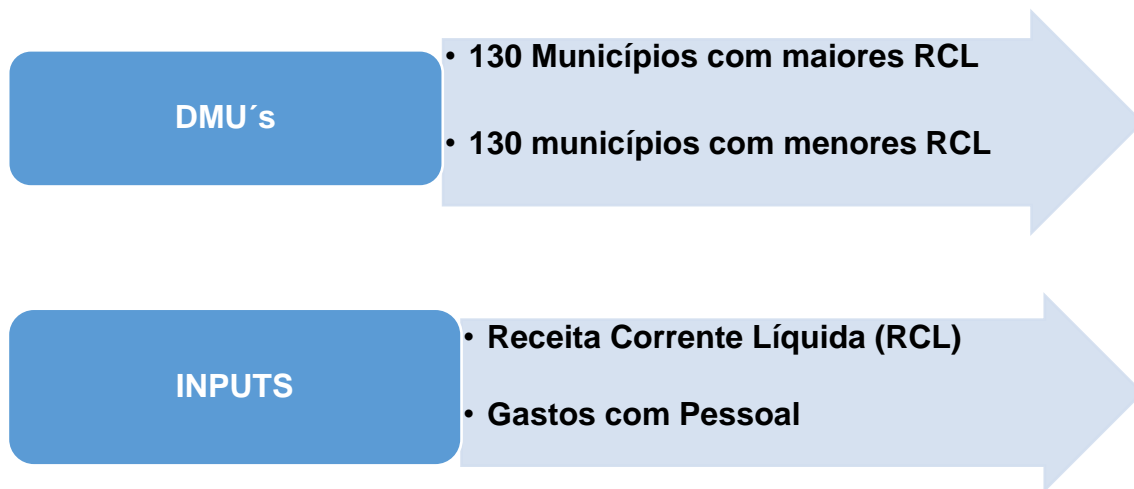 DMU´s
• 130 Municípios com maiores RCL
• 130 municípios com menores RCL
INPUTS
• Receita Corrente Líquida (RCL)
• Gastos com Pessoal